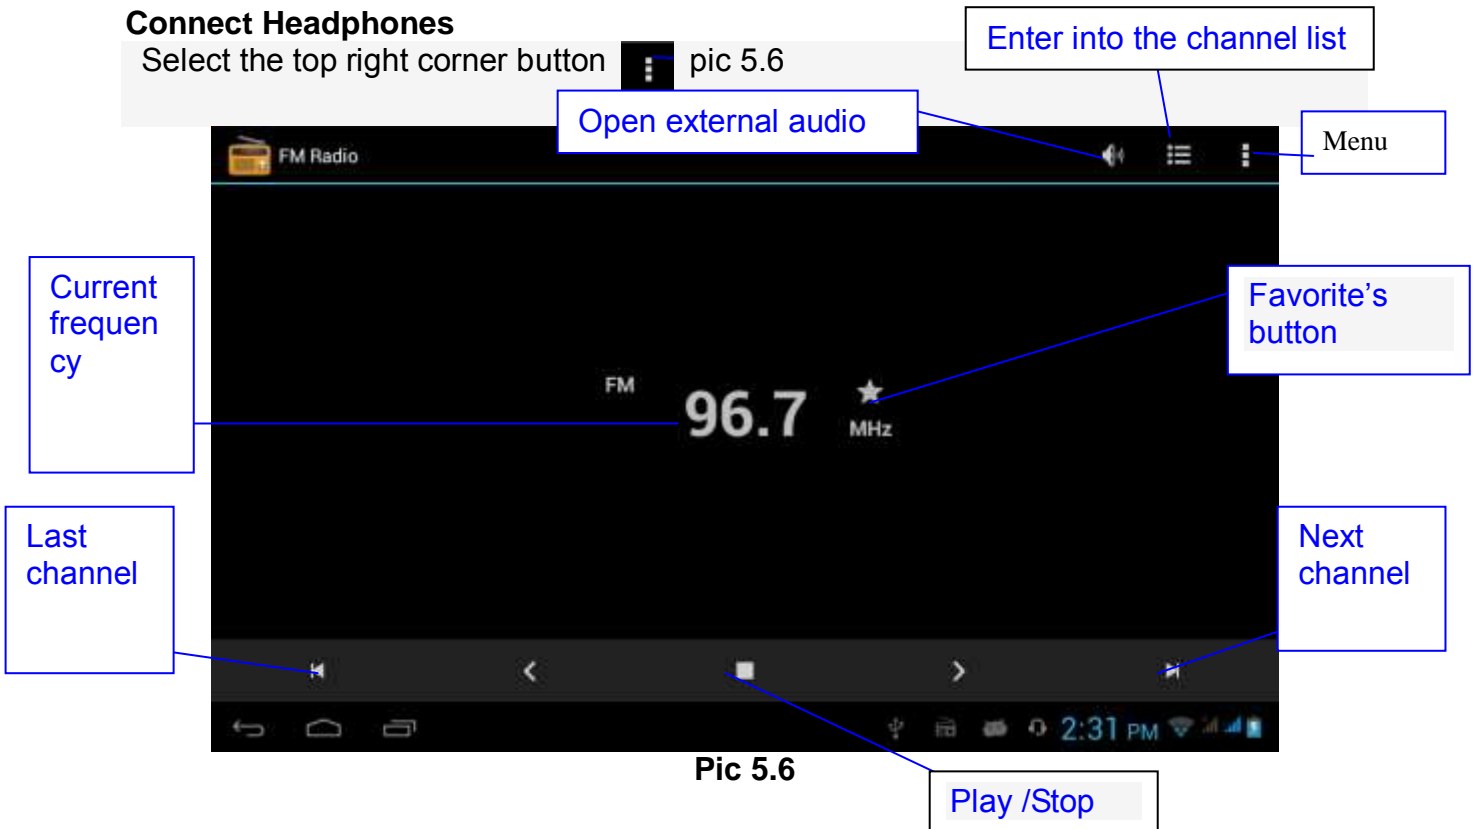 Connect Headphones
Select the top right corner button pic 5.6
Enter into the channel list
Open external audio
Menu
FM Radio
Current
frequen
cy
Favorite's
button
FM
96.7
MHz
Last
channel
Next
channel
2:31 PM
Pic 5.6
Play /Stop